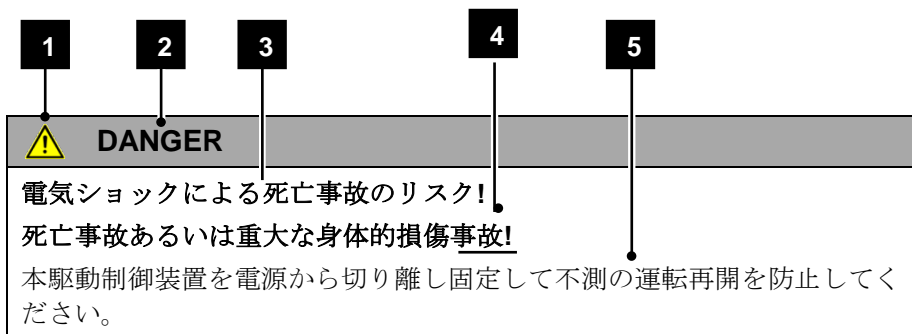 1 2 3 4 5
DANGER
電気ショックによる死亡事故のリスク!
死亡事故あるいは重大な身体的損傷事故!
本駆動制御装置を電源から切り離し固定して不測の運転再開を防止してく
ださい。